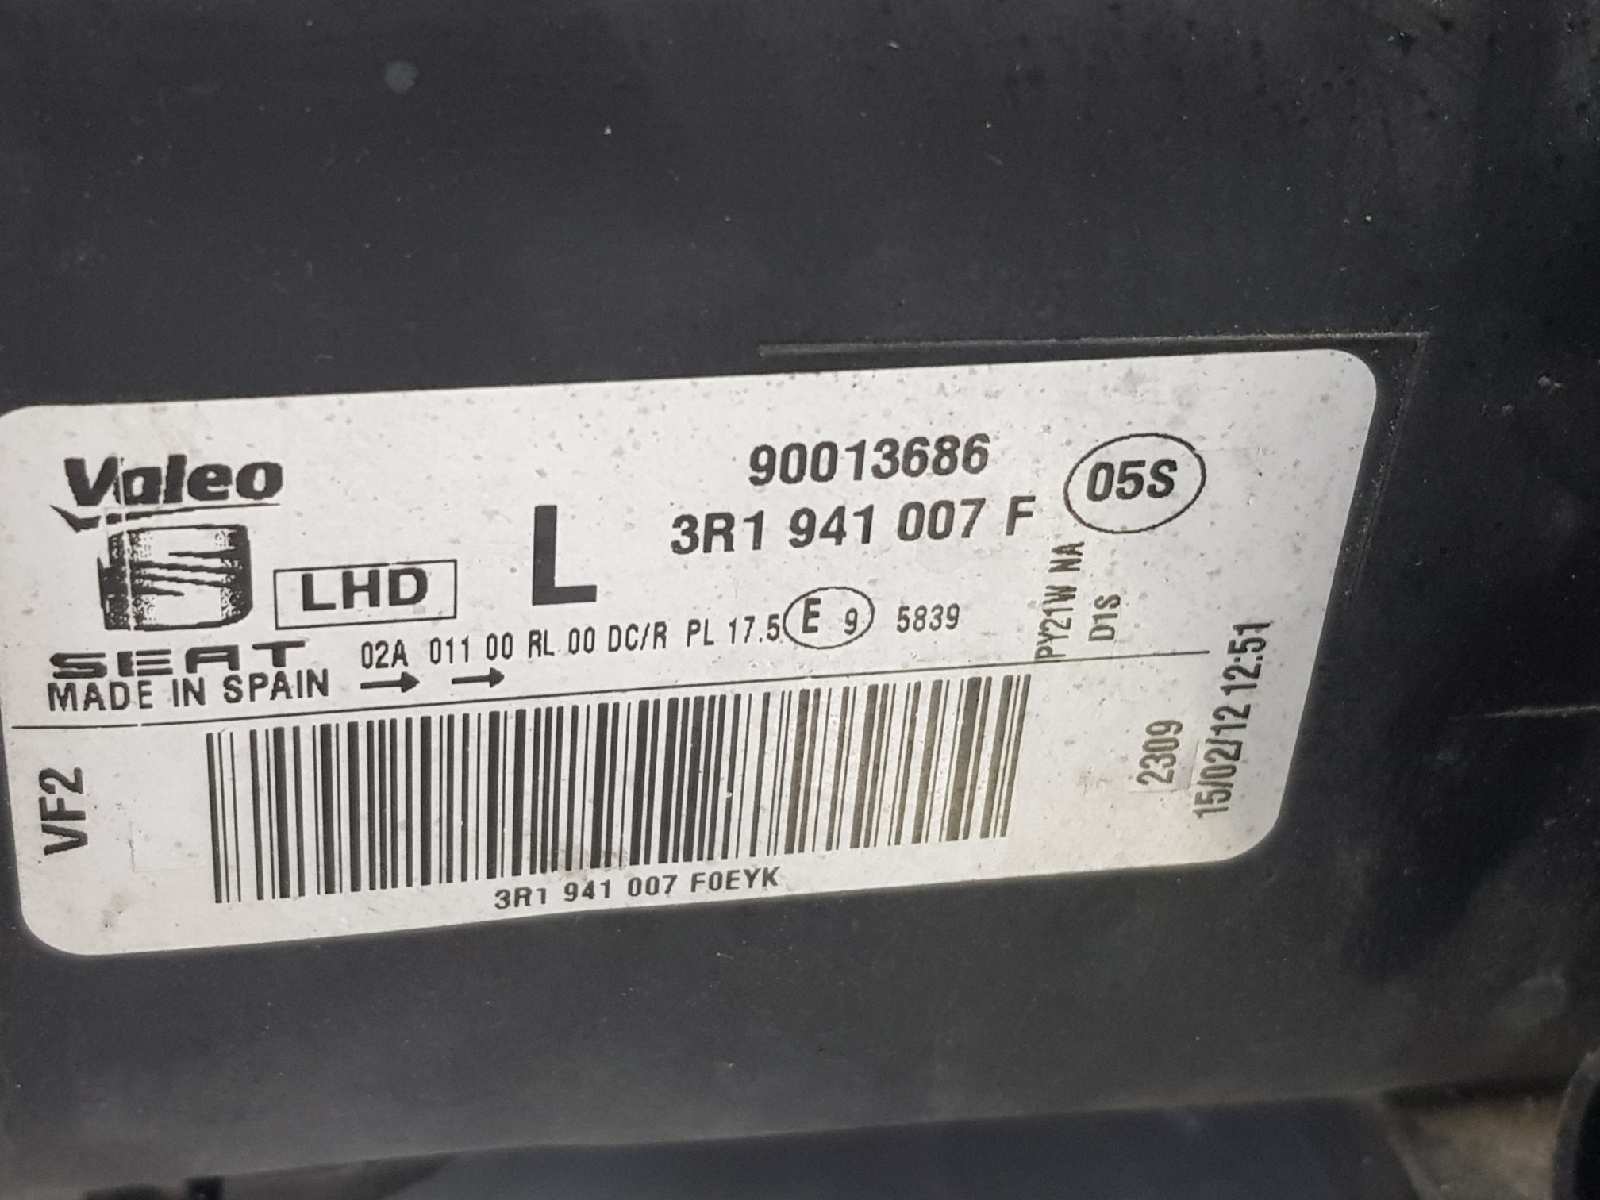 Valeo
90013686
05S
3R1 941 007 F
LHD
L
SEAT
MADE IN SPAIN
02A 011 00 RL 00 DC/R PL 17.5 E 9 5839
PY21W NA
D1S
VF2
2309
15/02/12 12:51
3R1 941 007 F0EYK